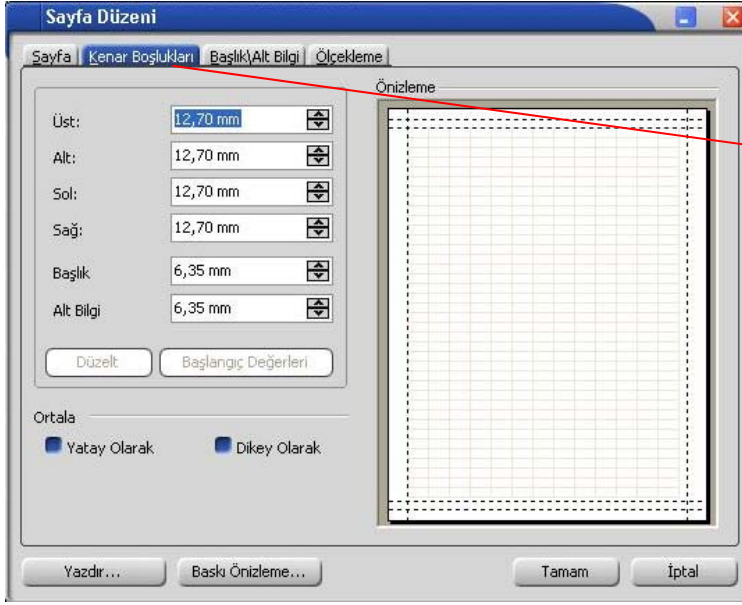 Sayfa Düzeni
Sayfa Kenar Boşlukları Başlık\Alt Bilgi Ölçekleme
Önizleme
Üst: 12,70 mm
Alt: 12,70 mm
Sol: 12,70 mm
Sağ: 12,70 mm
Başlık 6,35 mm
Alt Bilgi 6,35 mm
Düzelt Başlangıç Değerleri
Ortala
Yatay Olarak Dikey Olarak
Yazdır... Baskı Önizleme... Tamam İptal